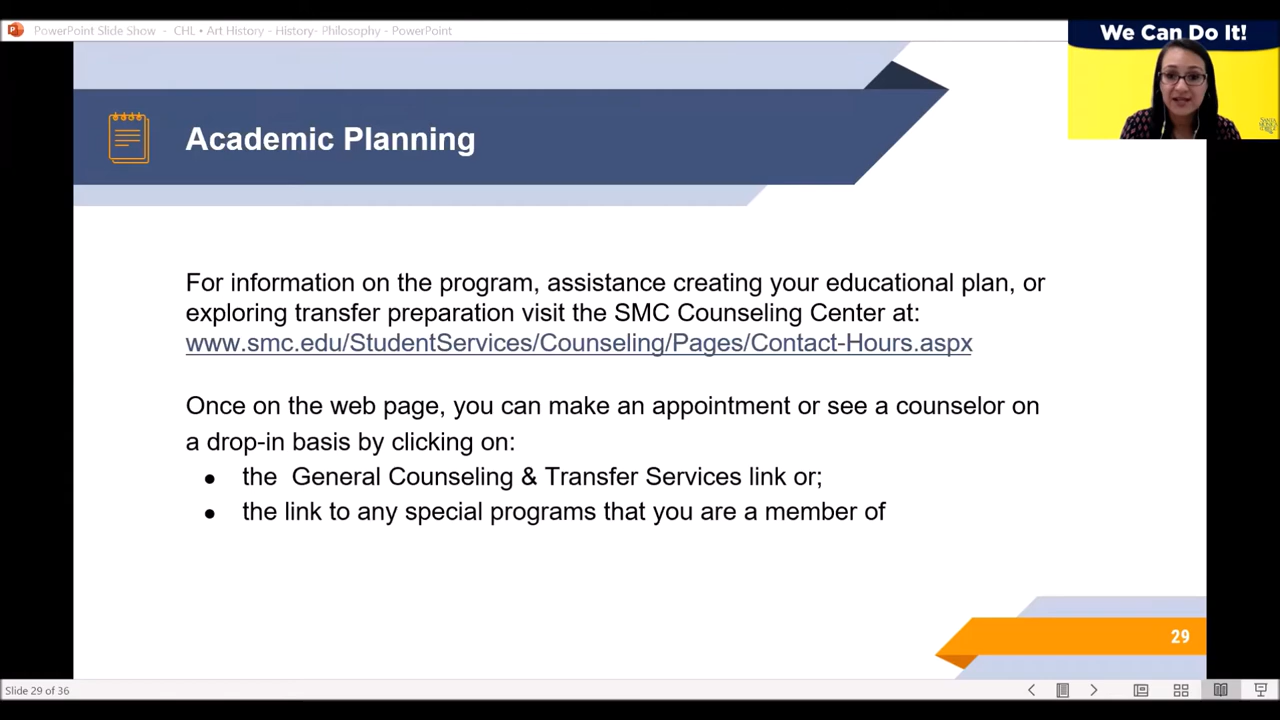 PowerPoint Slide Show - CHL • Art History - History- Philosophy - PowerPoint
We Can Do It!
Academic Planning
For information on the program, assistance creating your educational plan, or
exploring transfer preparation visit the SMC Counseling Center at:
www.smc.edu/StudentServices/Counseling/Pages/Contact-Hours.aspx
Once on the web page, you can make an appointment or see a counselor on
a drop-in basis by clicking on:
● the General Counseling & Transfer Services link or;
● the link to any special programs that you are a member of
29
Slide 29 of 36